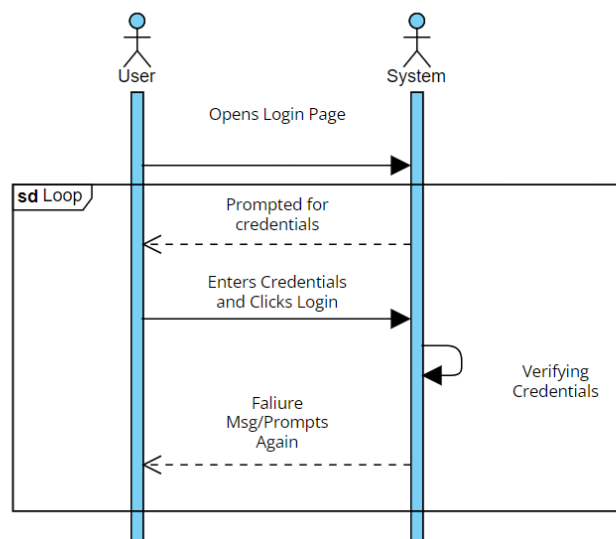 User
System
Opens Login Page
sd Loop
Prompted for
credentials
Enters Credentials
and Clicks Login
Verifying
Credentials
Faliure
Msg/Prompts
Again